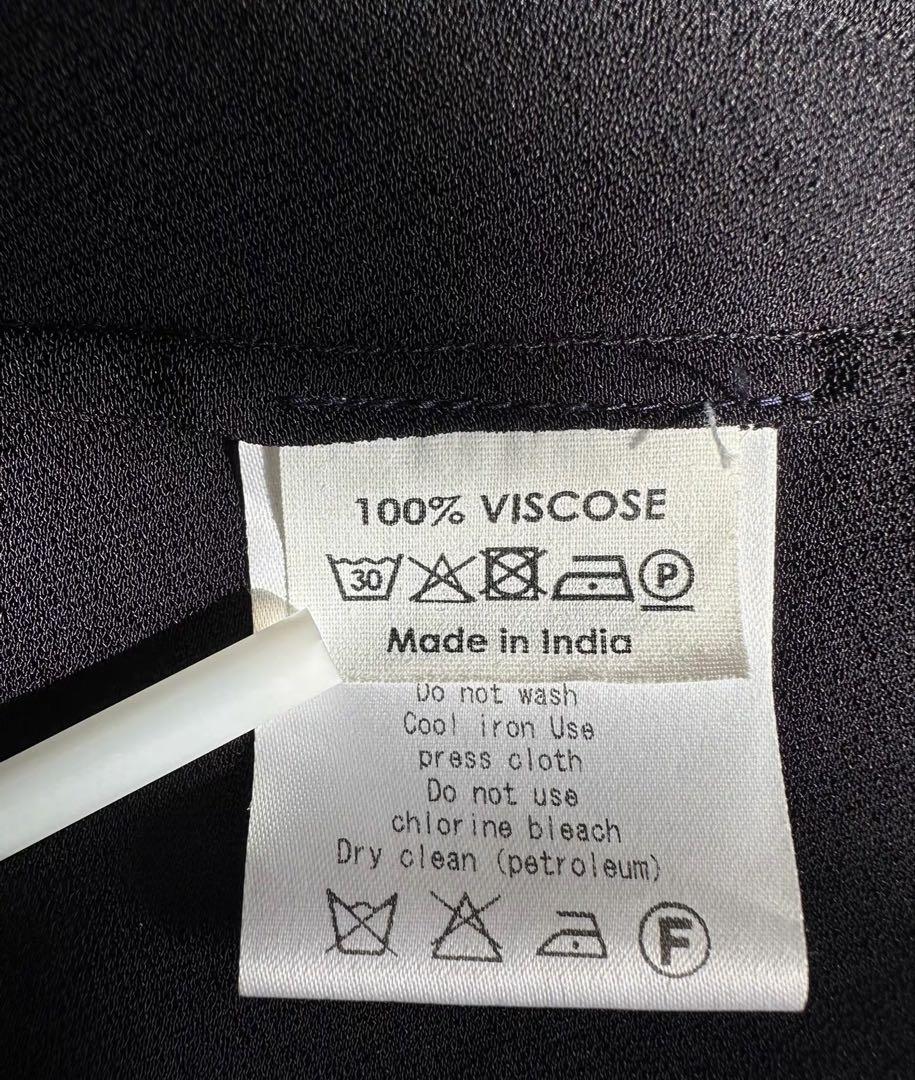 100% VISCOSE
30 P
Made in India
Do not wash
Cool iron Use
press cloth
Do not use
chlorine bleach
Dry clean (petroleum)
F